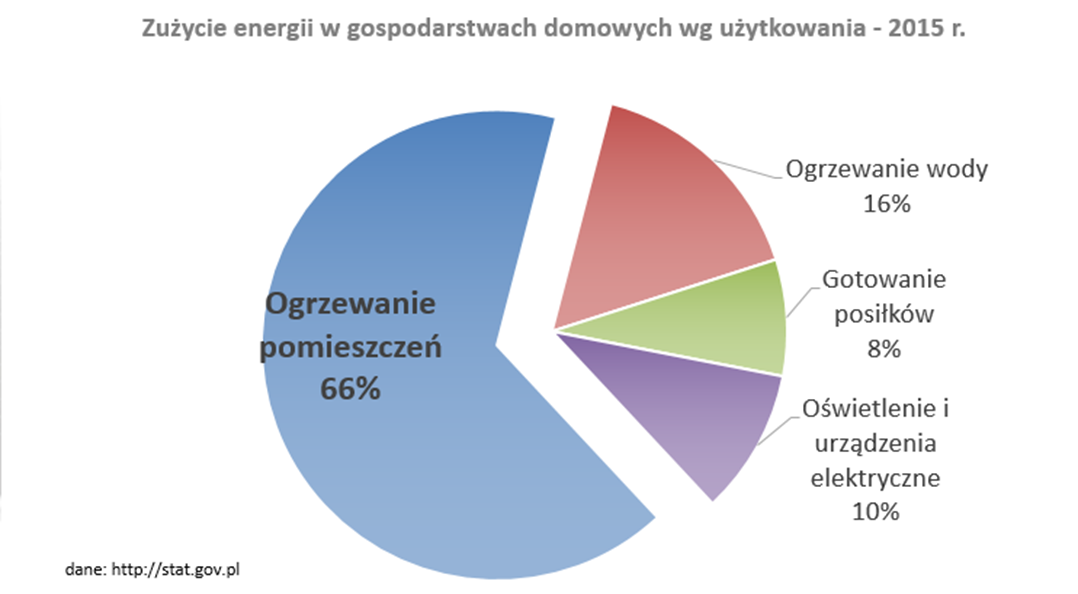 Zużycie energii w gospodarstwach domowych wg użytkowania - 2015 r.
Ogrzewanie wody
16%
Gotowanie
posiłków
8%
Ogrzewanie
pomieszczeń
66%
Oświetlenie i
urządzenia
elektryczne
10%
dane: http://stat.gov.pl